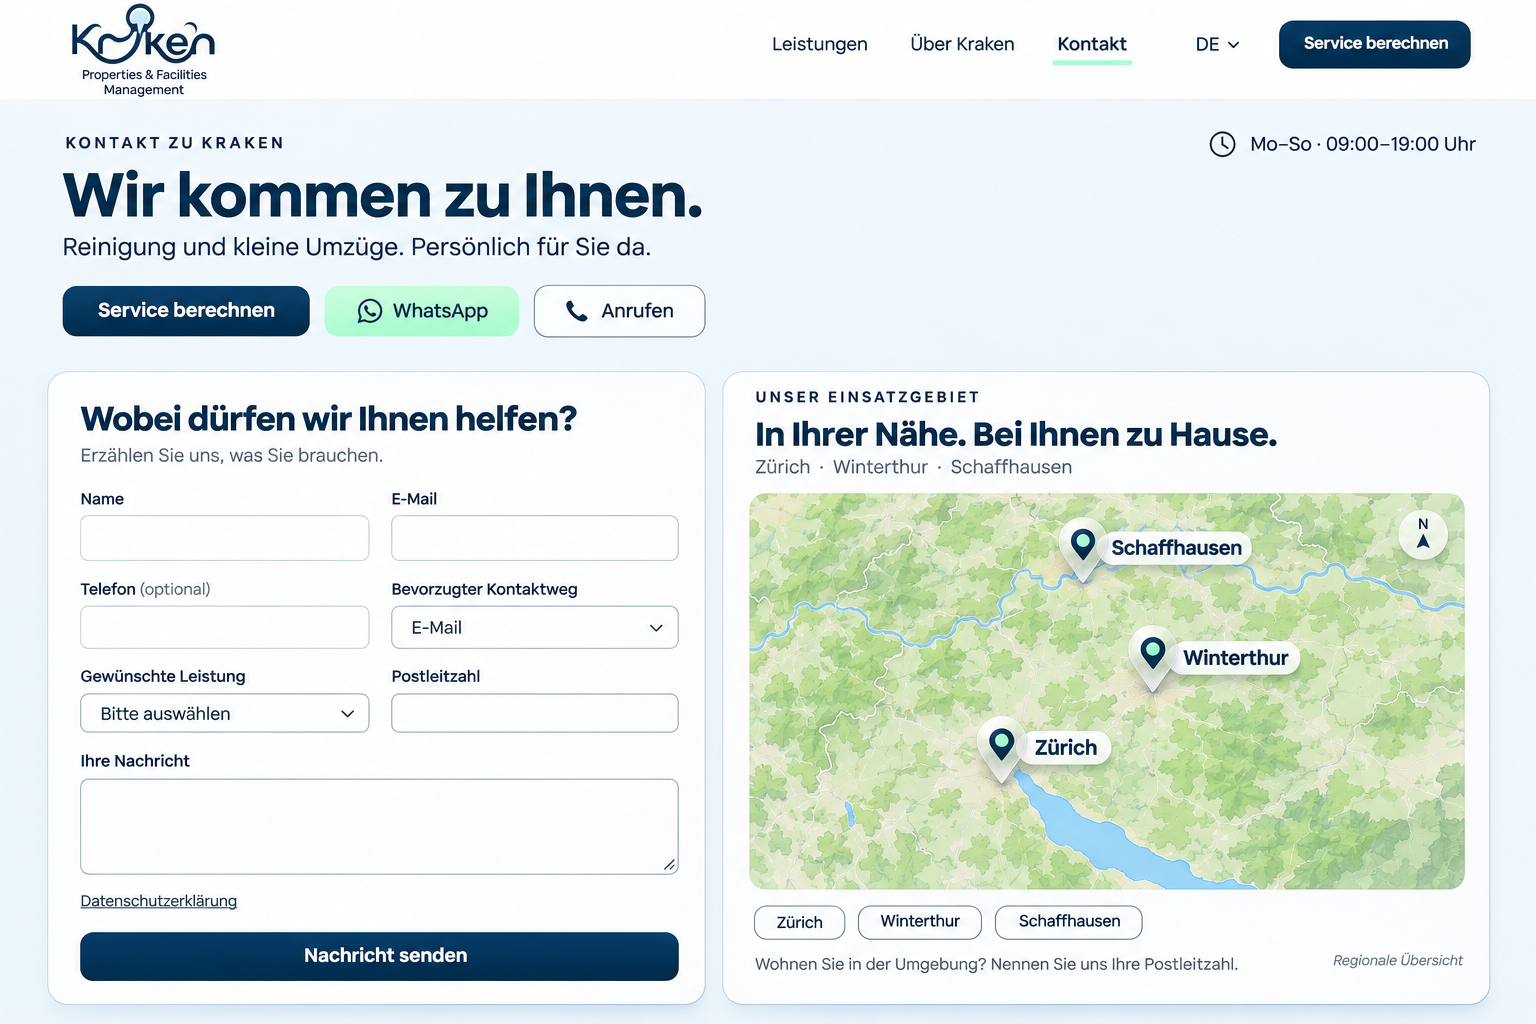 Kraken
Properties & Facilities
Management
Leistungen
Über Kraken
Kontakt
DE
Service berechnen
KONTAKT ZU KRAKEN
Mo–So · 09:00–19:00 Uhr
Wir kommen zu Ihnen.
Reinigung und kleine Umzüge. Persönlich für Sie da.
Service berechnen
WhatsApp
Anrufen
Wobei dürfen wir Ihnen helfen?
Erzählen Sie uns, was Sie brauchen.
Name
E-Mail
Telefon (optional)
Bevorzugter Kontaktweg
E-Mail
Gewünschte Leistung
Postleitzahl
Bitte auswählen
Ihre Nachricht
Datenschutzerklärung
Nachricht senden
UNSER EINSATZGEBIET
In Ihrer Nähe. Bei Ihnen zu Hause.
Zürich · Winterthur · Schaffhausen
N
Schaffhausen
Winterthur
Zürich
Zürich
Winterthur
Schaffhausen
Wohnen Sie in der Umgebung? Nennen Sie uns Ihre Postleitzahl.
Regionale Übersicht